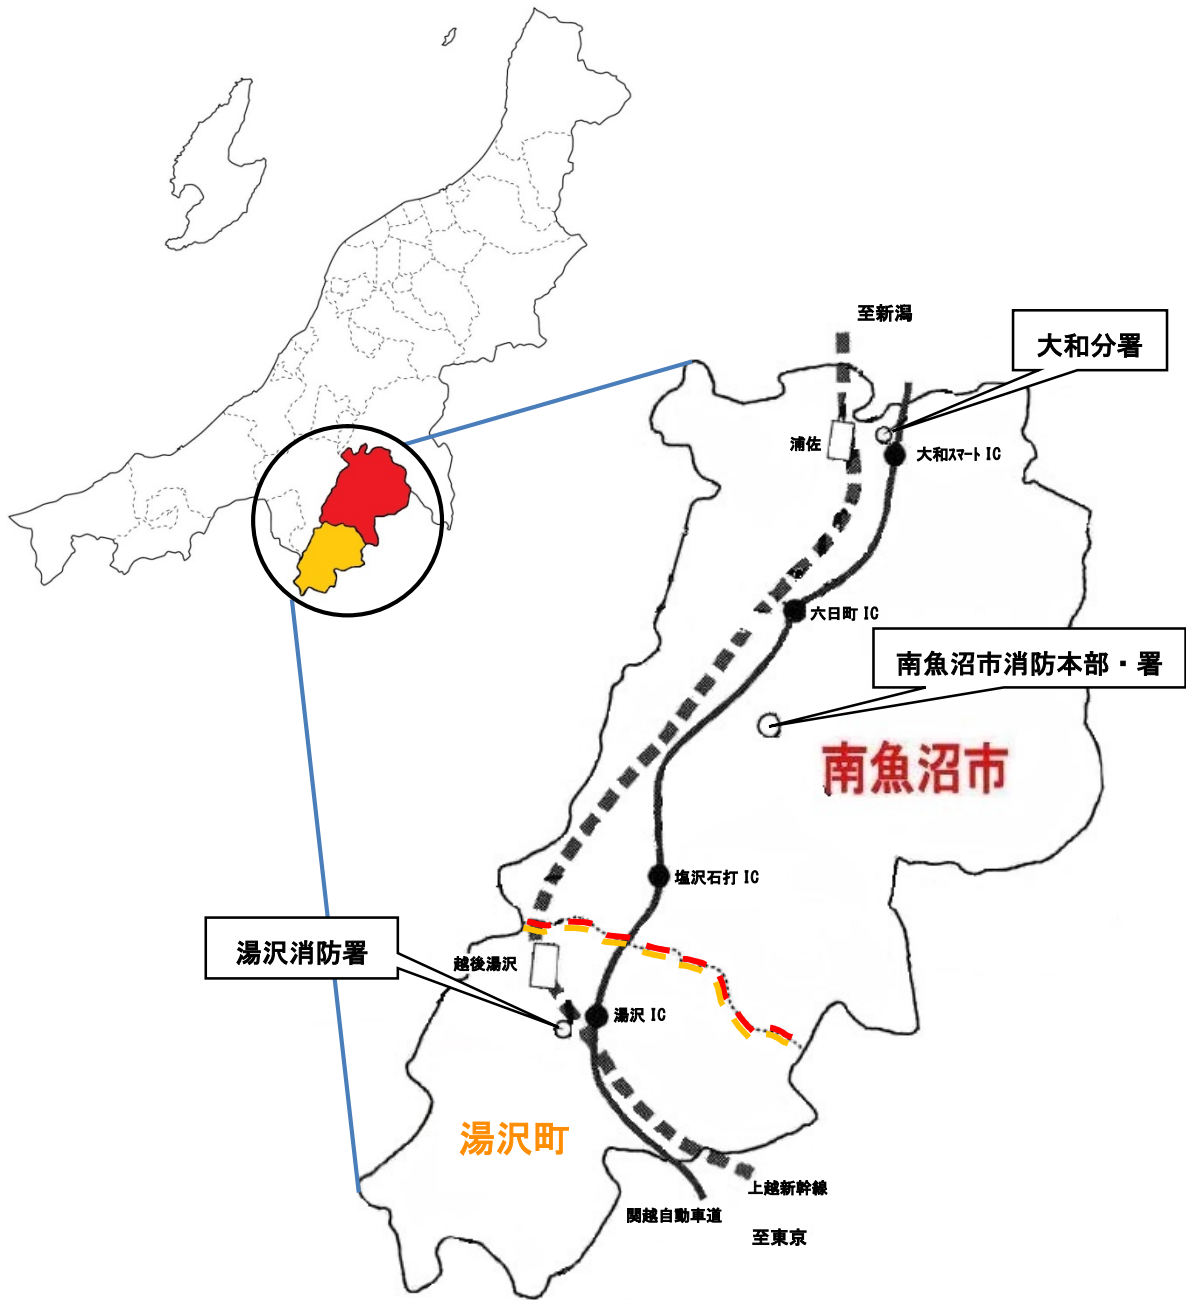 至新潟
大和分署
浦佐
大和ｽﾏｰﾄ IC
六日町 IC
南魚沼市消防本部・署
南魚沼市
塩沢石打 IC
湯沢消防署
越後湯沢
湯沢 IC
湯沢町
上越新幹線
関越自動車道
至東京